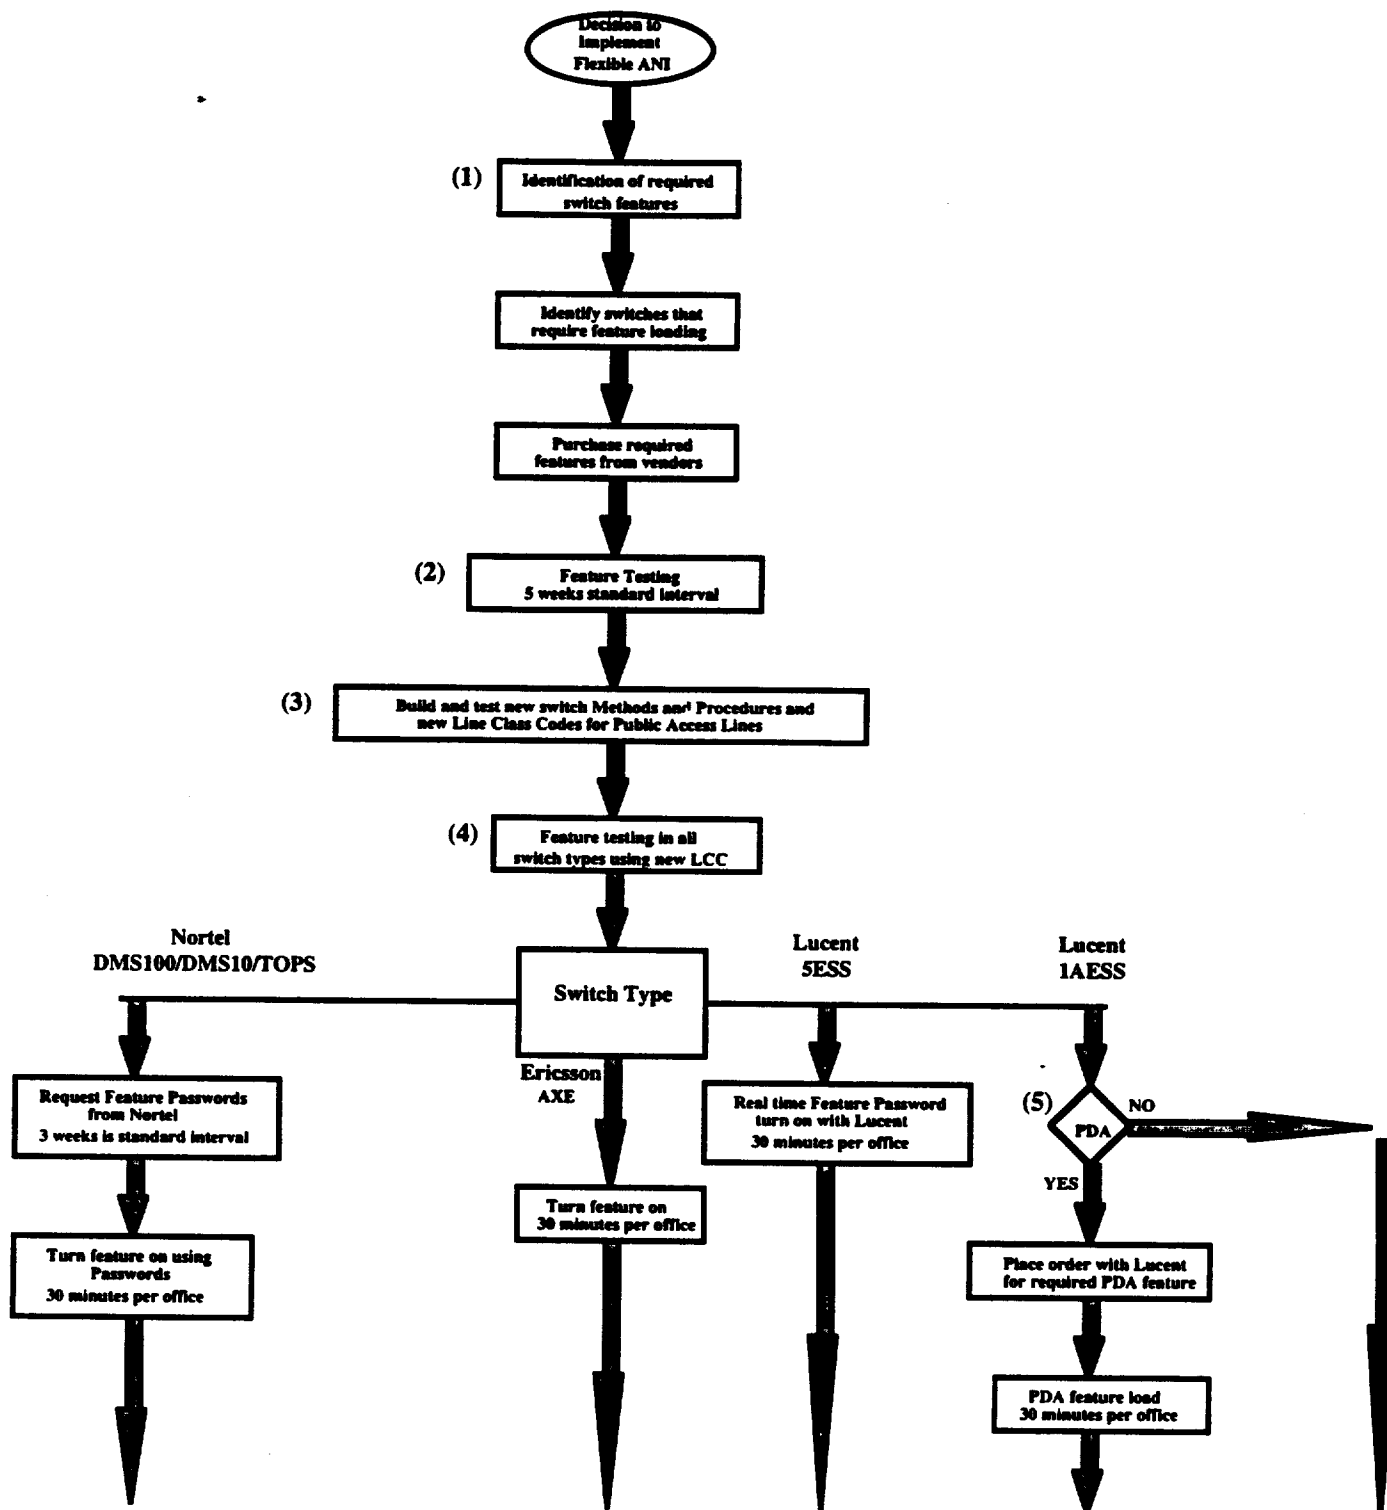 Decision to
Implement
Flexible ANI
(1)
Identification of required
switch features
Identify switches that
require feature loading
Purchase required
features from vendors
(2)
Feature Testing
5 weeks standard interval
(3)
Build and test new switch Methods and Procedures and
new Line Class Codes for Public Access Lines
(4)
Feature testing in all
switch types using new LCC
Nortel
DMS100/DMS10/TOPS
Switch Type
Lucent
5ESS
Lucent
1AESS
Request Feature Passwords
from Nortel
3 weeks is standard interval
Ericsson
AXE
Real time Feature Password
turn on with Lucent
30 minutes per office
(5)
PDA
NO
YES
Turn feature on using
Passwords
30 minutes per office
Turn feature on
30 minutes per office
Place order with Lucent
for required PDA feature
PDA feature load
30 minutes per office